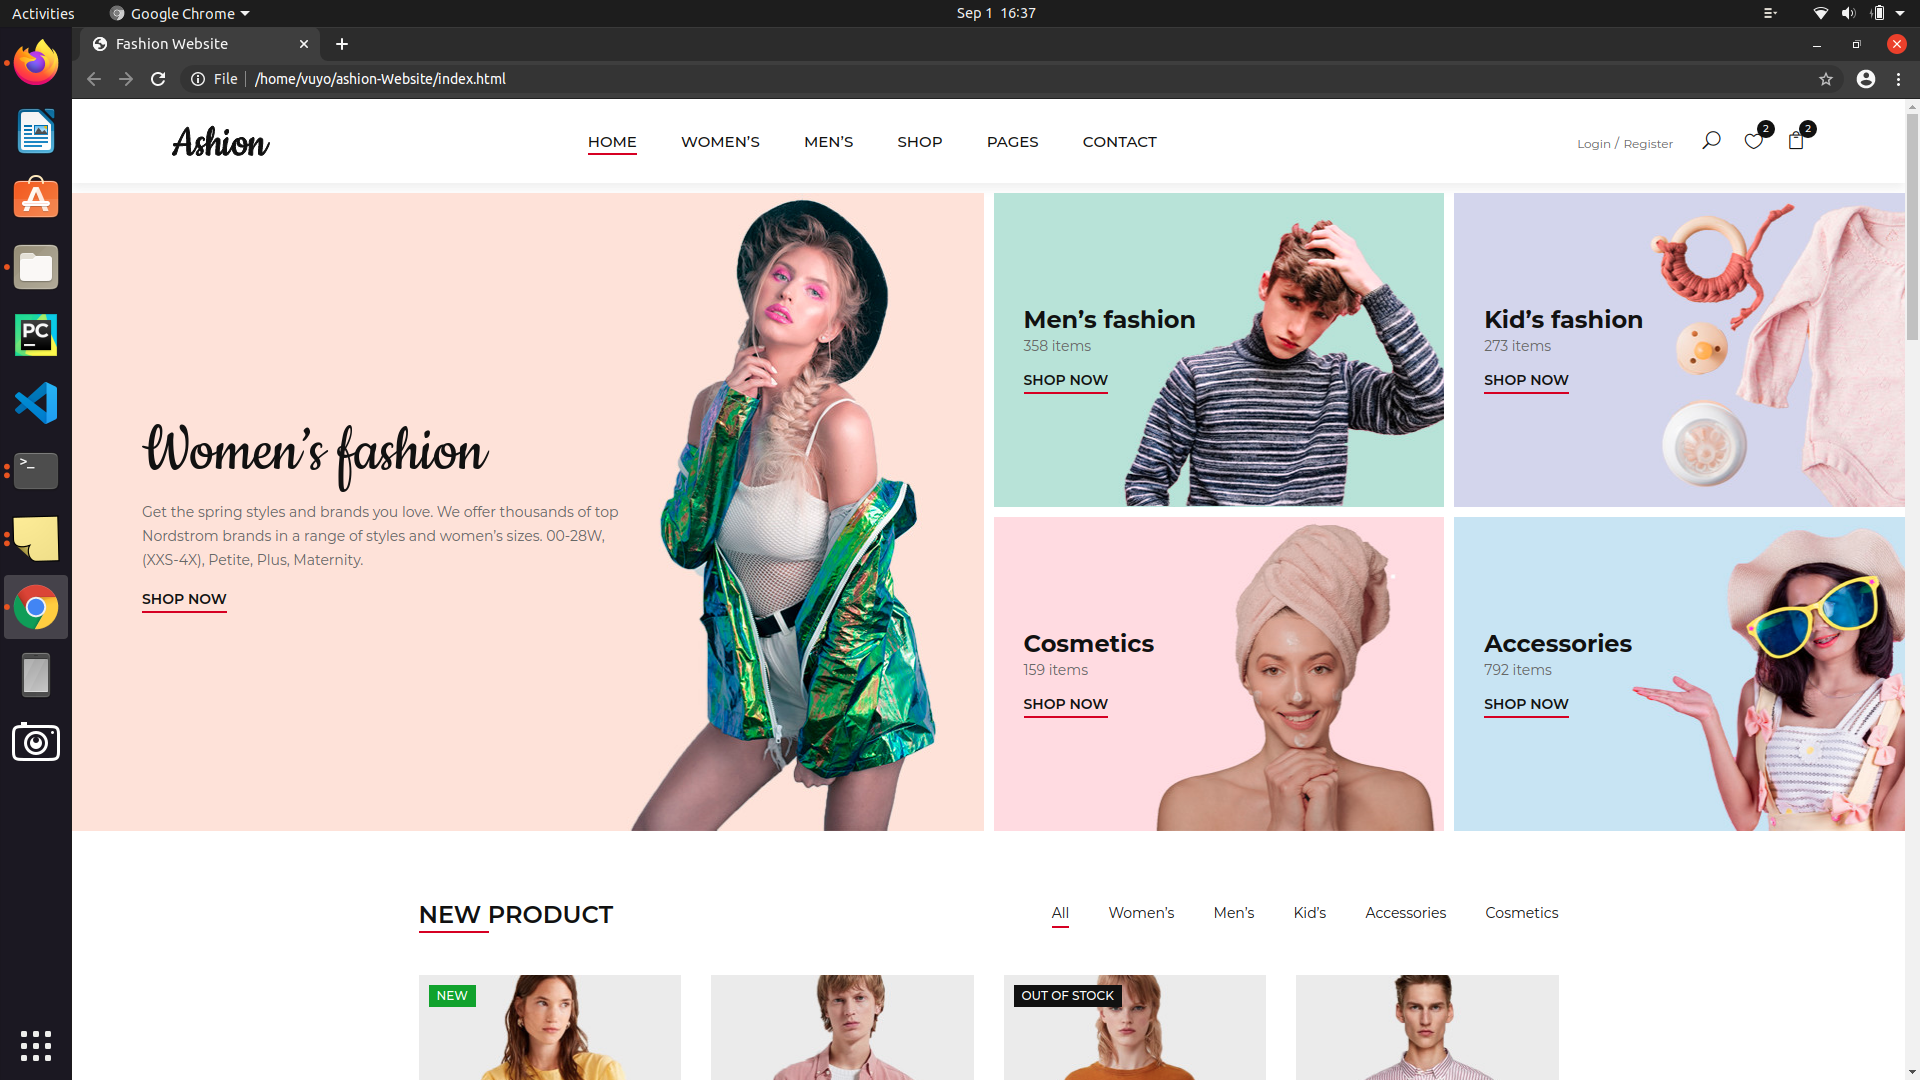 Activities
Google Chrome
Sep 1 16:37
Fashion Website
File
/home/vuyo/ashion-Website/index.html
Ashion
HOME
WOMEN’S
MEN’S
SHOP
PAGES
CONTACT
Login / Register
2
2
Women’s fashion
Get the spring styles and brands you love. We offer thousands of top
Nordstrom brands in a range of styles and women’s sizes. 00-28W,
(XXS-4X), Petite, Plus, Maternity.
SHOP NOW
Men’s fashion
358 items
SHOP NOW
Kid’s fashion
273 items
SHOP NOW
Cosmetics
159 items
SHOP NOW
Accessories
792 items
SHOP NOW
PC
>_
NEW PRODUCT
All
Women’s
Men’s
Kid’s
Accessories
Cosmetics
NEW
OUT OF STOCK